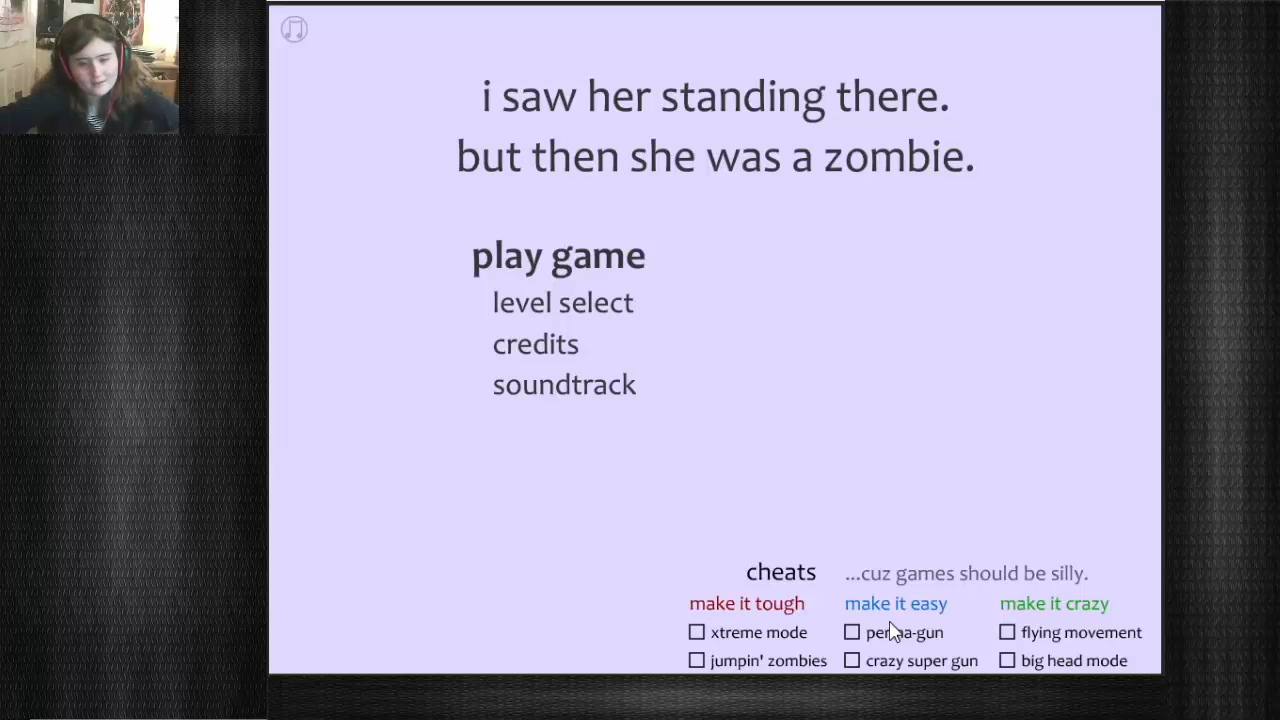 i saw her standing there.
but then she was a zombie.
play game
level select
credits
soundtrack
cheats ...cuz games should be silly.
make it tough make it easy make it crazy
xtreme mode perma-gun flying movement
jumpin' zombies crazy super gun big head mode